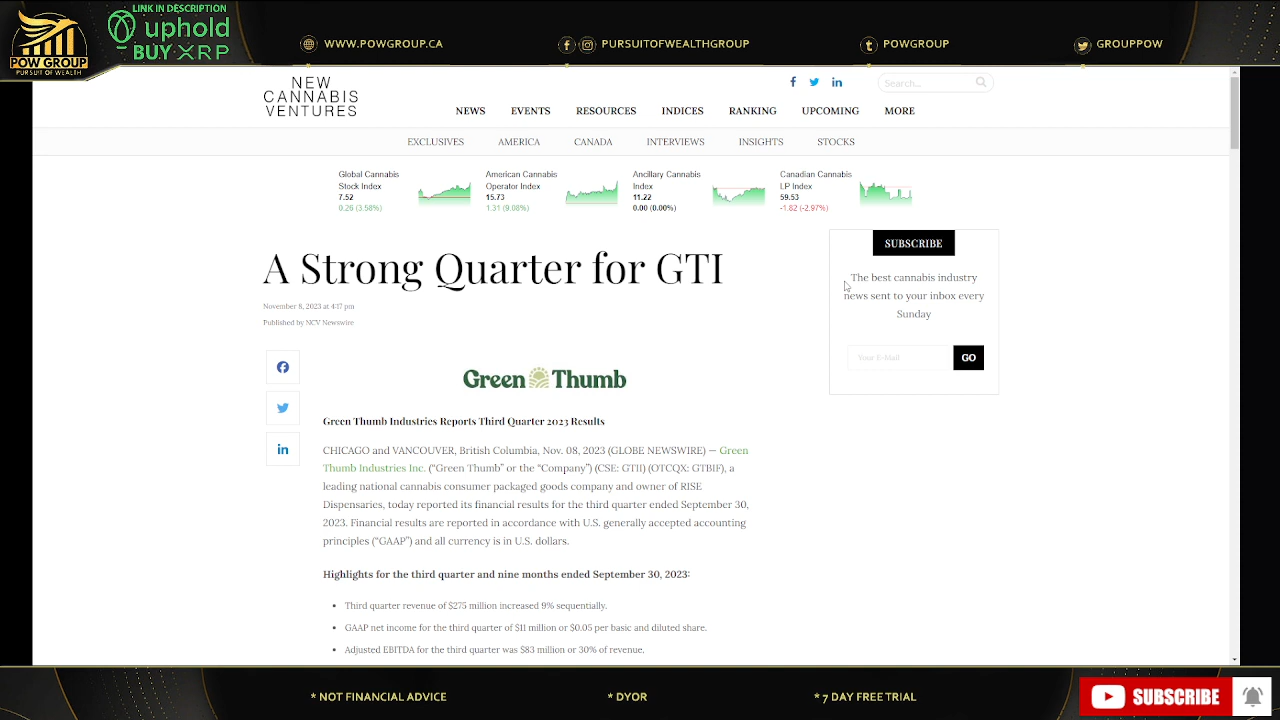 LINK IN DESCRIPTION
uphold
BUY XRP
POW GROUP
PURSUIT OF WEALTH
WWW.POWGROUP.CA
PURSUITOFWEALTHGROUP
POWGROUP
GROUPPOW
NEW
CANNABIS
VENTURES
Search...
NEWS EVENTS RESOURCES INDICES RANKING UPCOMING MORE
EXCLUSIVES AMERICA CANADA INTERVIEWS INSIGHTS STOCKS
Global Cannabis
Stock Index
7.52
0.26 (3.58%)
American Cannabis
Operator Index
15.73
1.31 (9.08%)
Ancillary Cannabis
Index
11.22
0.00 (0.00%)
Canadian Cannabis
LP Index
59.53
-1.82 (-2.97%)
A Strong Quarter for GTI
November 8, 2023 at 4:17 pm
Published by NCV Newswire
SUBSCRIBE
The best cannabis industry
news sent to your inbox every
Sunday
Your E-Mail
GO
Green Thumb
Green Thumb Industries Reports Third Quarter 2023 Results
CHICAGO and VANCOUVER, British Columbia, Nov. 08, 2023 (GLOBE NEWSWIRE) — Green
Thumb Industries Inc. (“Green Thumb” or the “Company”) (CSE: GTII) (OTCQX: GTBIF), a
leading national cannabis consumer packaged goods company and owner of RISE
Dispensaries, today reported its financial results for the third quarter ended September 30,
2023. Financial results are reported in accordance with U.S. generally accepted accounting
principles (“GAAP”) and all currency is in U.S. dollars.
Highlights for the third quarter and nine months ended September 30, 2023:
• Third quarter revenue of $275 million increased 9% sequentially.
• GAAP net income for the third quarter of $11 million or $0.05 per basic and diluted share.
• Adjusted EBITDA for the third quarter was $83 million or 30% of revenue.
* NOT FINANCIAL ADVICE
* DYOR
* 7 DAY FREE TRIAL
SUBSCRIBE